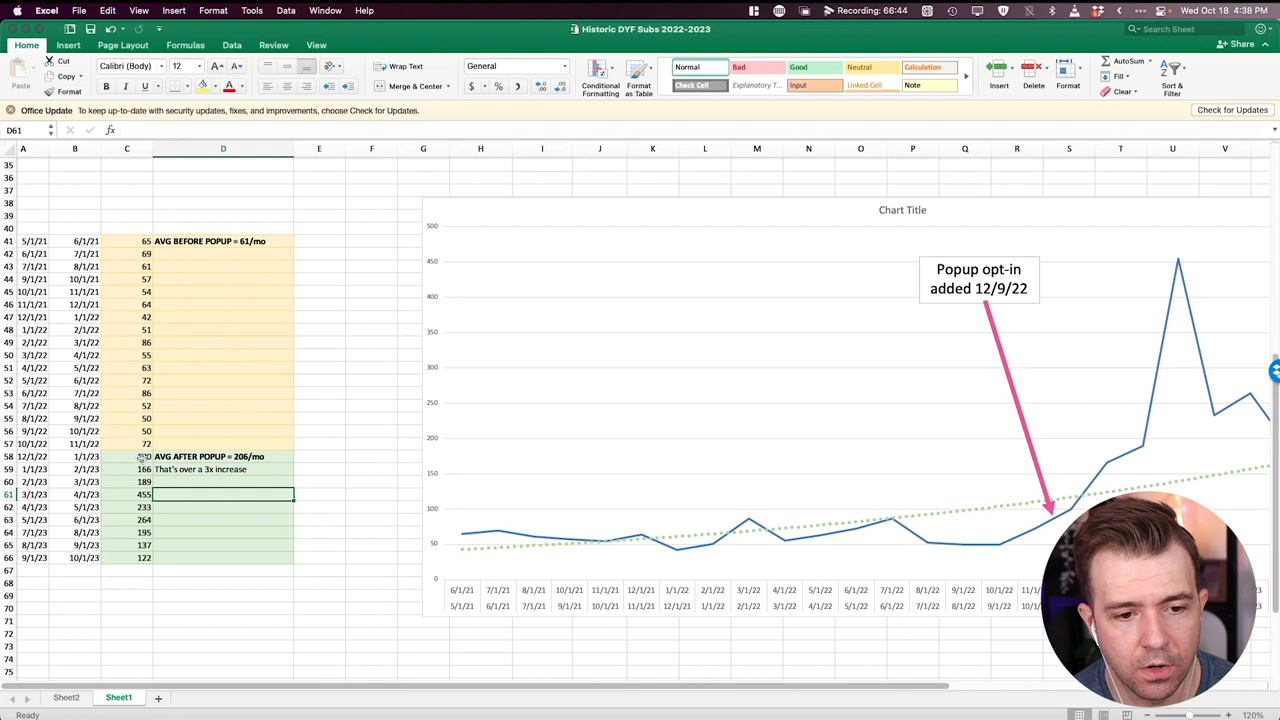 Excel File Edit View Insert Format Tools Data Window Help Recording: 66:44 Wed Oct 18 4:38 PM
Historic DYF Subs 2022-2023 Search Sheet
Home Insert Page Layout Formulas Data Review View Share
Paste Cut Copy Format
Calibri (Body) 12
B I U
Wrap Text
Merge & Center
General
Conditional Formatting
Format as Table
Normal Bad Good Neutral Calculation
Check Cell Explanatory T... Input Linked Cell Note
Insert Delete Format
AutoSum
Fill
Clear
Sort & Filter
Office Update To keep up-to-date with security updates, fixes, and improvements, choose Check for Updates. Check for Updates
D61 fx
A B C D E F G H I J K L M N O P Q R S T U V
35
36
37
38
39
40
41 5/1/21 6/1/21 65 AVG BEFORE POPUP = 61/mo
42 6/1/21 7/1/21 69
43 7/1/21 8/1/21 61
44 9/1/21 10/1/21 57
45 10/1/21 11/1/21 54
46 11/1/21 12/1/21 64
47 12/1/21 1/1/22 42
48 1/1/22 2/1/22 51
49 2/1/22 3/1/22 86
50 3/1/22 4/1/22 55
51 4/1/22 5/1/22 63
52 5/1/22 6/1/22 72
53 6/1/22 7/1/22 86
54 7/1/22 8/1/22 52
55 8/1/22 9/1/22 50
56 9/1/22 10/1/22 50
57 10/1/22 11/1/22 72
58 12/1/22 1/1/23 AVG AFTER POPUP = 206/mo
59 1/1/23 2/1/23 166 That's over a 3x increase
60 2/1/23 3/1/23 189
61 3/1/23 4/1/23 455
62 4/1/23 5/1/23 233
63 5/1/23 6/1/23 264
64 6/1/23 7/1/23 195
65 8/1/23 9/1/23 137
66 9/1/23 10/1/23 122
67
68
69
70
71
72
73
74
75
Chart Title
500
450
400
350
300
250
200
150
100
50
0
Popup opt-in
added 12/9/22
6/1/21 7/1/21 8/1/21 10/1/21 11/1/21 12/1/21 1/1/22 2/1/22 3/1/22 4/1/22 5/1/22 6/1/22 7/1/22 8/1/22 9/1/22 10/1/22
5/1/21 6/1/21 7/1/21 9/1/21 10/1/21 11/1/21 12/1/21 1/1/22 2/1/22 3/1/22 4/1/22 5/1/22 6/1/22 7/1/22 8/1/22 9/1/22
Sheet2 Sheet1
Ready 120%